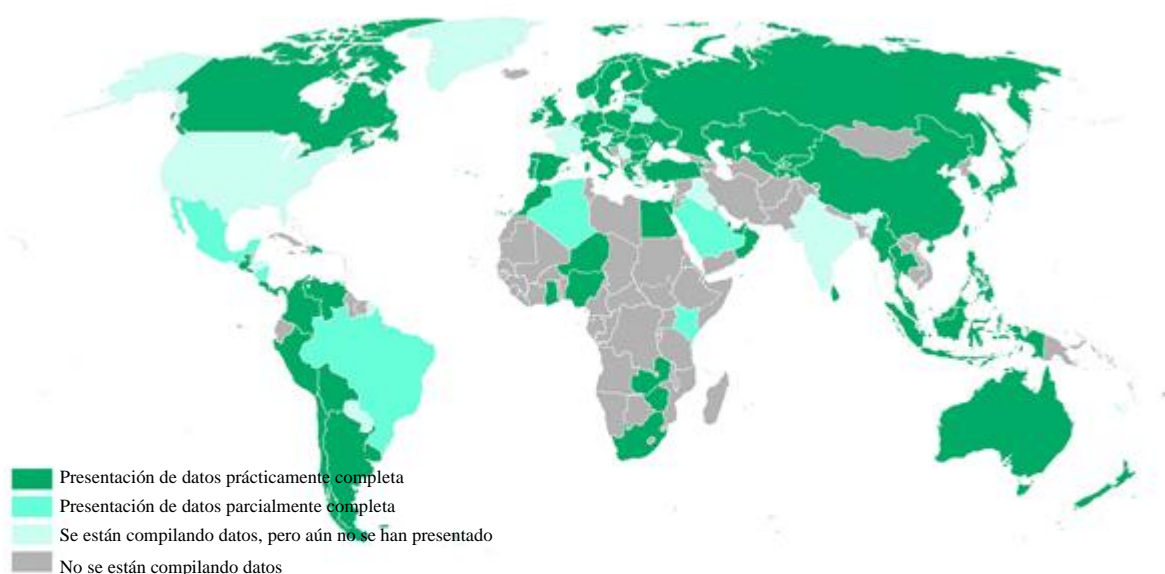 Presentación de datos prácticamente completa
Presentación de datos parcialmente completa
Se están compilando datos, pero aún no se han presentado
No se están compilando datos